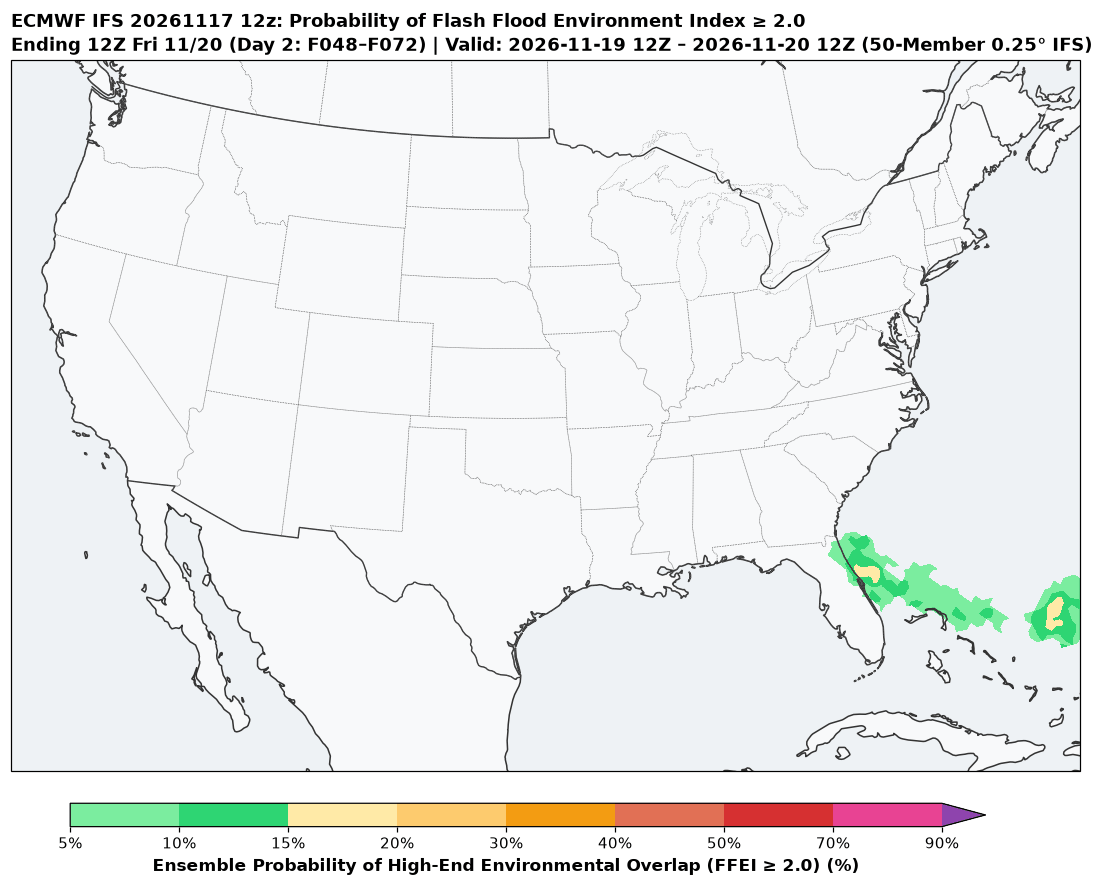 ECMWF IFS 20261117 12z: Probability of Flash Flood Environment Index ≥ 2.0
Ending 12Z Fri 11/20 (Day 2: F048–F072) | Valid: 2026-11-19 12Z – 2026-11-20 12Z (50-Member 0.25° IFS)
5% 10% 15% 20% 30% 40% 50% 70% 90%
Ensemble Probability of High-End Environmental Overlap (FFEI ≥ 2.0) (%)